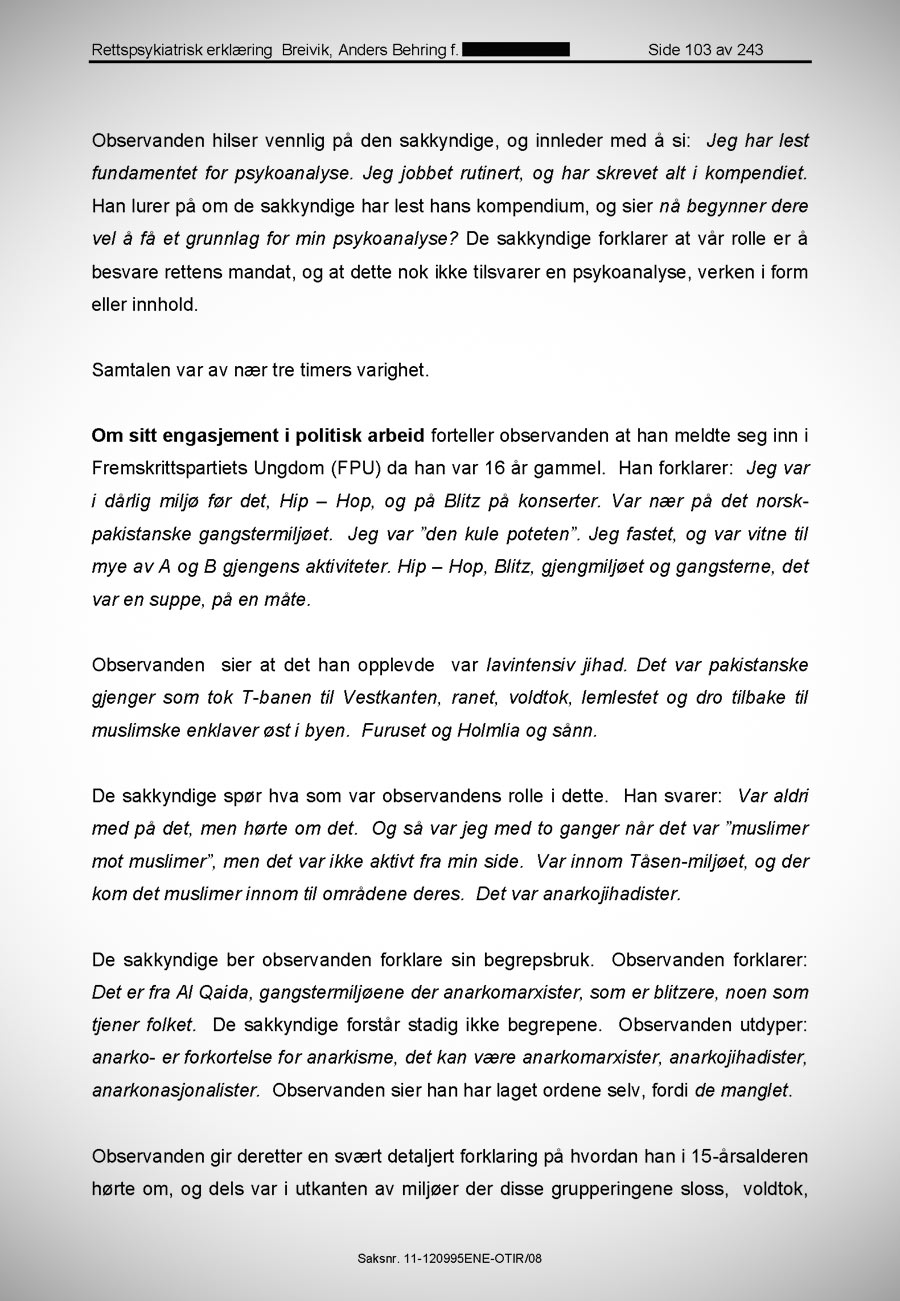 Rettspsykiatrisk erklæring  Breivik, Anders Behring f.
Side 103 av 243
Observanden hilser vennlig på den sakkyndige, og innleder med å si:  Jeg har lest
fundamentet for psykoanalyse. Jeg jobbet rutinert, og har skrevet alt i kompendiet.
Han lurer på om de sakkyndige har lest hans kompendium, og sier nå begynner dere
vel å få et grunnlag for min psykoanalyse? De sakkyndige forklarer at vår rolle er å
besvare rettens mandat, og at dette nok ikke tilsvarer en psykoanalyse, verken i form
eller innhold.
Samtalen var av nær tre timers varighet.
Om sitt engasjement i politisk arbeid forteller observanden at han meldte seg inn i
Fremskrittspartiets Ungdom (FPU) da han var 16 år gammel.  Han forklarer:  Jeg var
i dårlig miljø før det, Hip – Hop, og på Blitz på konserter. Var nær på det norsk-
pakistanske gangstermiljøet.  Jeg var ”den kule poteten”. Jeg fastet, og var vitne til
mye av A og B gjengens aktiviteter. Hip – Hop, Blitz, gjengmiljøet og gangsterne, det
var en suppe, på en måte.
Observanden  sier at det han opplevde  var lavintensiv jihad. Det var pakistanske
gjenger som tok T-banen til Vestkanten, ranet, voldtok, lemlestet og dro tilbake til
muslimske enklaver øst i byen.  Furuset og Holmlia og sånn.
De sakkyndige spør hva som var observandens rolle i dette.  Han svarer:  Var aldri
med på det, men hørte om det.  Og så var jeg med to ganger når det var ”muslimer
mot muslimer”, men det var ikke aktivt fra min side.  Var innom Tåsen-miljøet, og der
kom det muslimer innom til områdene deres.  Det var anarkojihadister.
De sakkyndige ber observanden forklare sin begrepsbruk.  Observanden forklarer:
Det er fra Al Qaida, gangstermiljøene der anarkomarxister, som er blitzere, noen som
tjener folket.  De sakkyndige forstår stadig ikke begrepene.  Observanden utdyper:
anarko- er forkortelse for anarkisme, det kan være anarkomarxister, anarkojihadister,
anarkonasjonalister.  Observanden sier han har laget ordene selv, fordi de manglet.
Observanden gir deretter en svært detaljert forklaring på hvordan han i 15-årsalderen
hørte om, og dels var i utkanten av miljøer der disse grupperingene sloss,  voldtok,
Saksnr. 11-120995ENE-OTIR/08